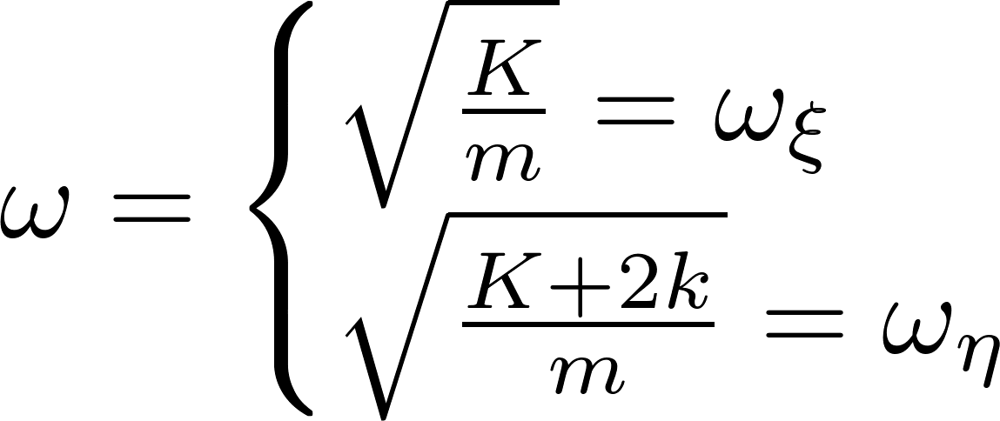 ω = { √(K/m) = ω_ξ
√((K+2k)/m) = ω_η